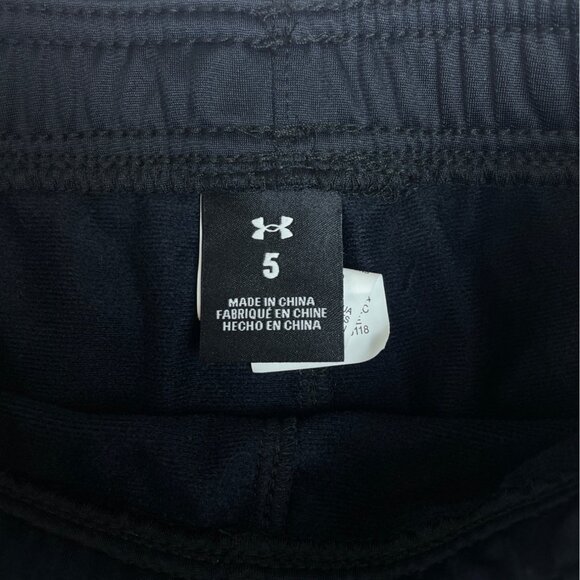 5
MADE IN CHINA
FABRIQUÉ EN CHINE
HECHO EN CHINA